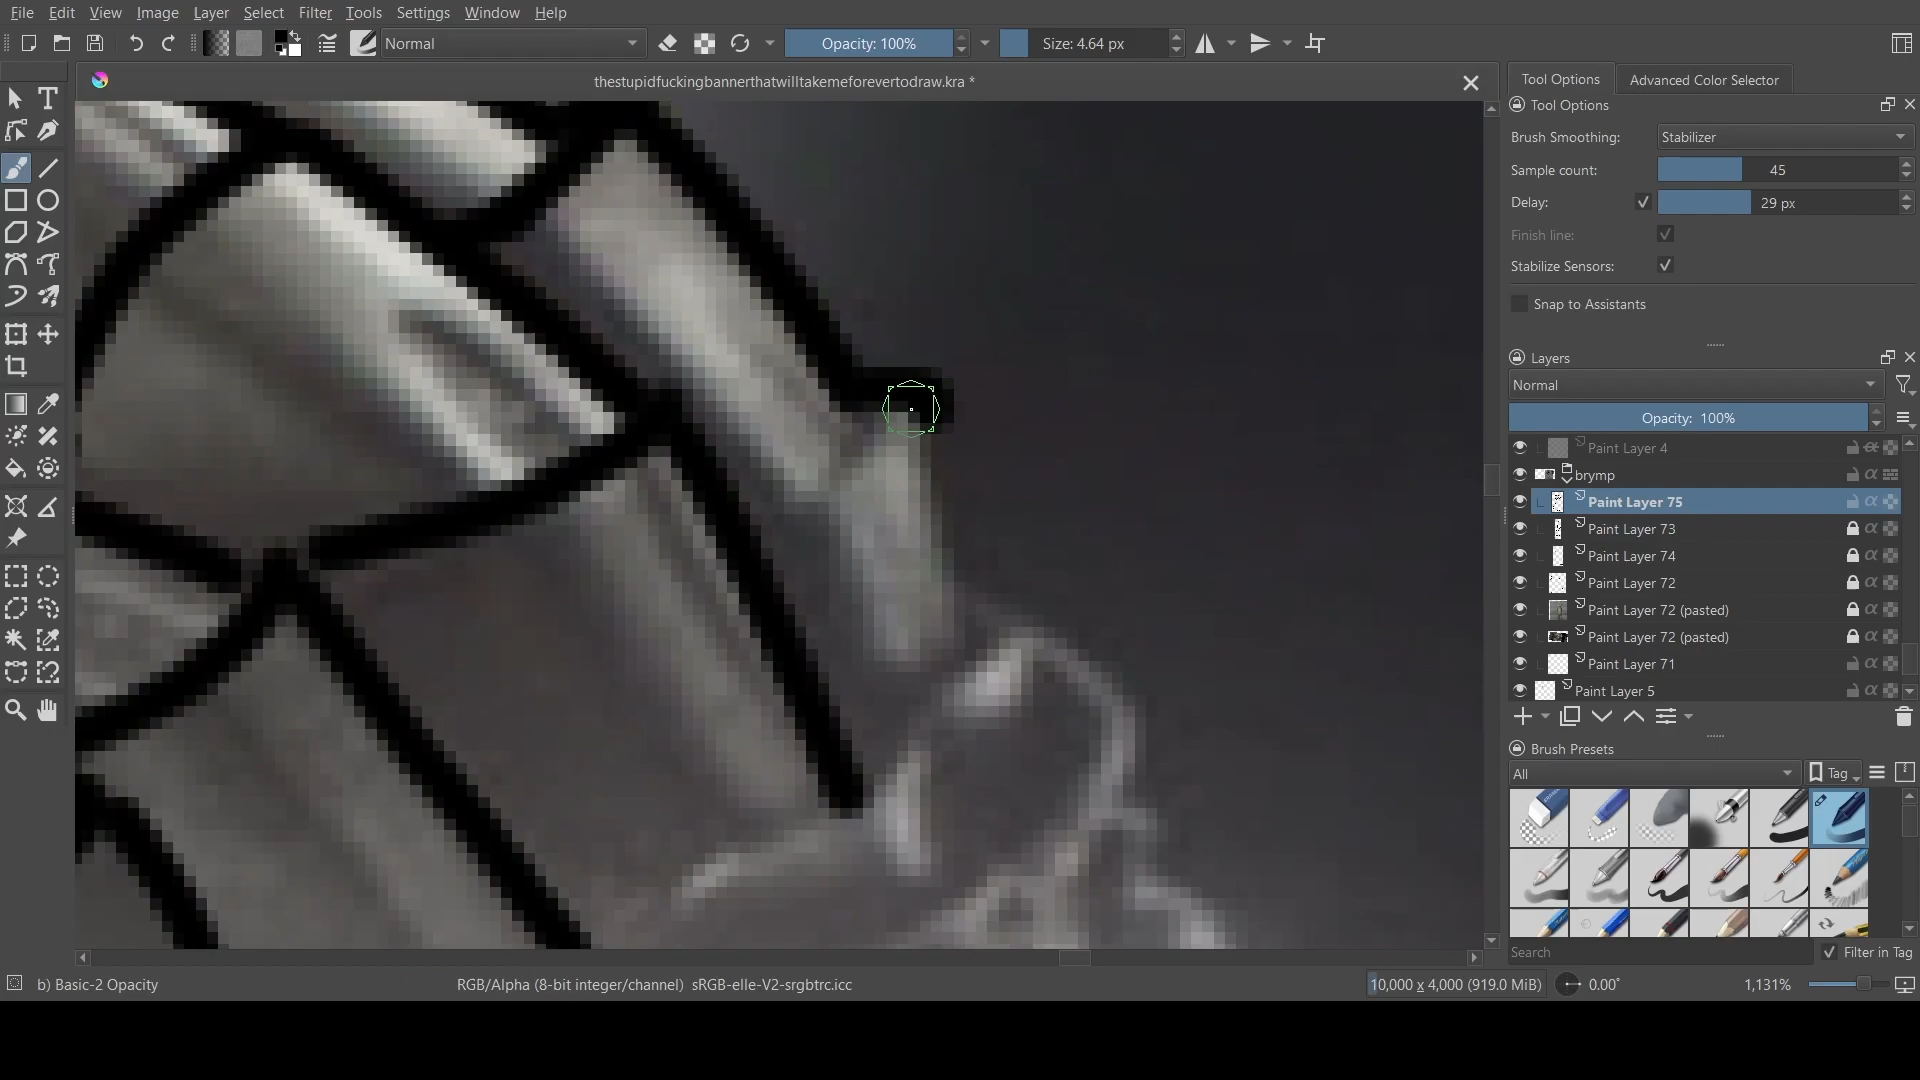 File Edit View Image Layer Select Filter Tools Settings Window Help
Normal Opacity: 100% Size: 4.64 px
thestupidfuckingbannerthatwilltakemeforevertodraw.kra *
Tool Options Advanced Color Selector
Tool Options
Brush Smoothing: Stabilizer
Sample count: 45
Delay: 29 px
Finish line:
Stabilize Sensors:
Snap to Assistants
Layers
Normal
Opacity: 100%
Paint Layer 4
brymp
Paint Layer 75
Paint Layer 73
Paint Layer 74
Paint Layer 72
Paint Layer 72 (pasted)
Paint Layer 72 (pasted)
Paint Layer 71
Paint Layer 5
Brush Presets
All Tag
Search Filter in Tag
b) Basic-2 Opacity RGB/Alpha (8-bit integer/channel) sRGB-elle-V2-srgbtrc.icc 10,000 x 4,000 (919.0 MiB) 0.00° 1,131%